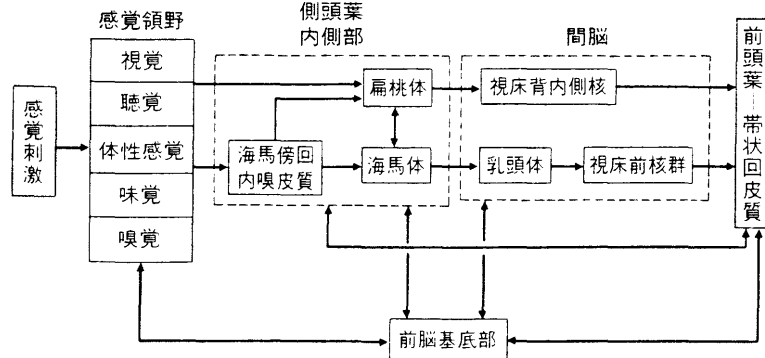 感覚領野
側頭葉
内側部
間脳
感覚刺激
視覚
聴覚
体性感覚
味覚
嗅覚
扁桃体
海馬傍回
内嗅皮質
海馬体
視床背内側核
乳頭体
視床前核群
前頭葉―帯状回皮質
前脳基底部